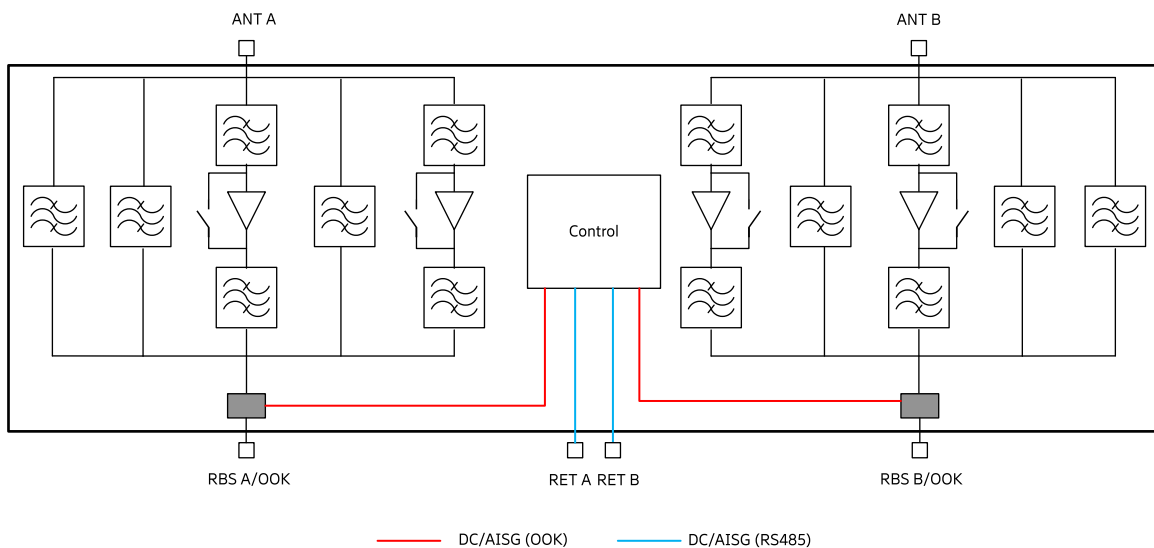 ANT A
ANT B
Control
RBS A/OOK
RET A
RET B
RBS B/OOK
DC/AISG (OOK)
DC/AISG (RS485)